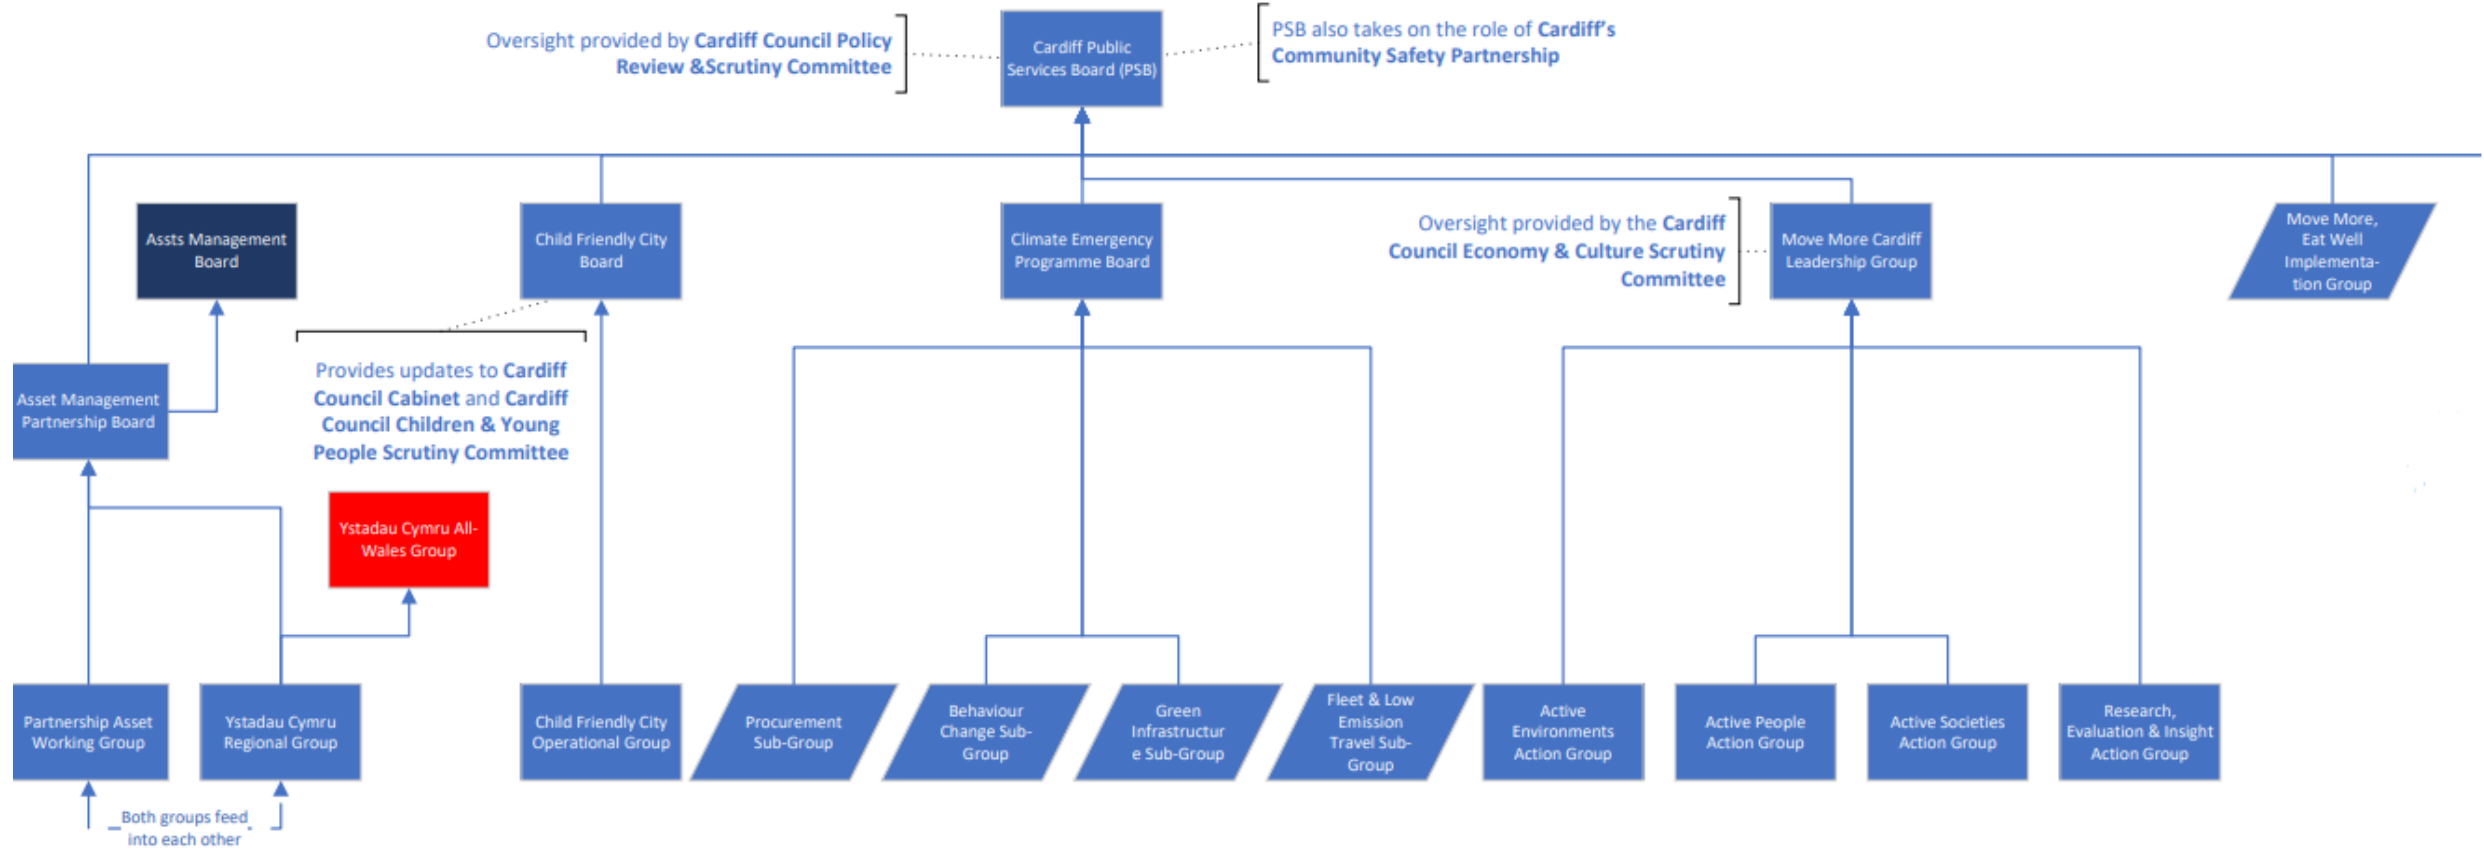 Oversight provided by Cardiff Council Policy
Review &Scrutiny Committee
Cardiff Public
Services Board (PSB)
PSB also takes on the role of Cardiff's
Community Safety Partnership
Assts Management
Board
Child Friendly City
Board
Climate Emergency
Programme Board
Oversight provided by the Cardiff
Council Economy & Culture Scrutiny
Committee
Move More Cardiff
Leadership Group
Move More,
Eat Well
Implementa-
tion Group
Asset Management
Partnership Board
Provides updates to Cardiff
Council Cabinet and Cardiff
Council Children & Young
People Scrutiny Committee
Ystadau Cymru All-
Wales Group
Partnership Asset
Working Group
Ystadau Cymru
Regional Group
Child Friendly City
Operational Group
Procurement
Sub-Group
Behaviour
Change Sub-
Group
Green
Infrastructur
e Sub-Group
Fleet & Low
Emission
Travel Sub-
Group
Active
Environments
Action Group
Active People
Action Group
Active Societies
Action Group
Research,
Evaluation & Insight
Action Group
Both groups feed
into each other